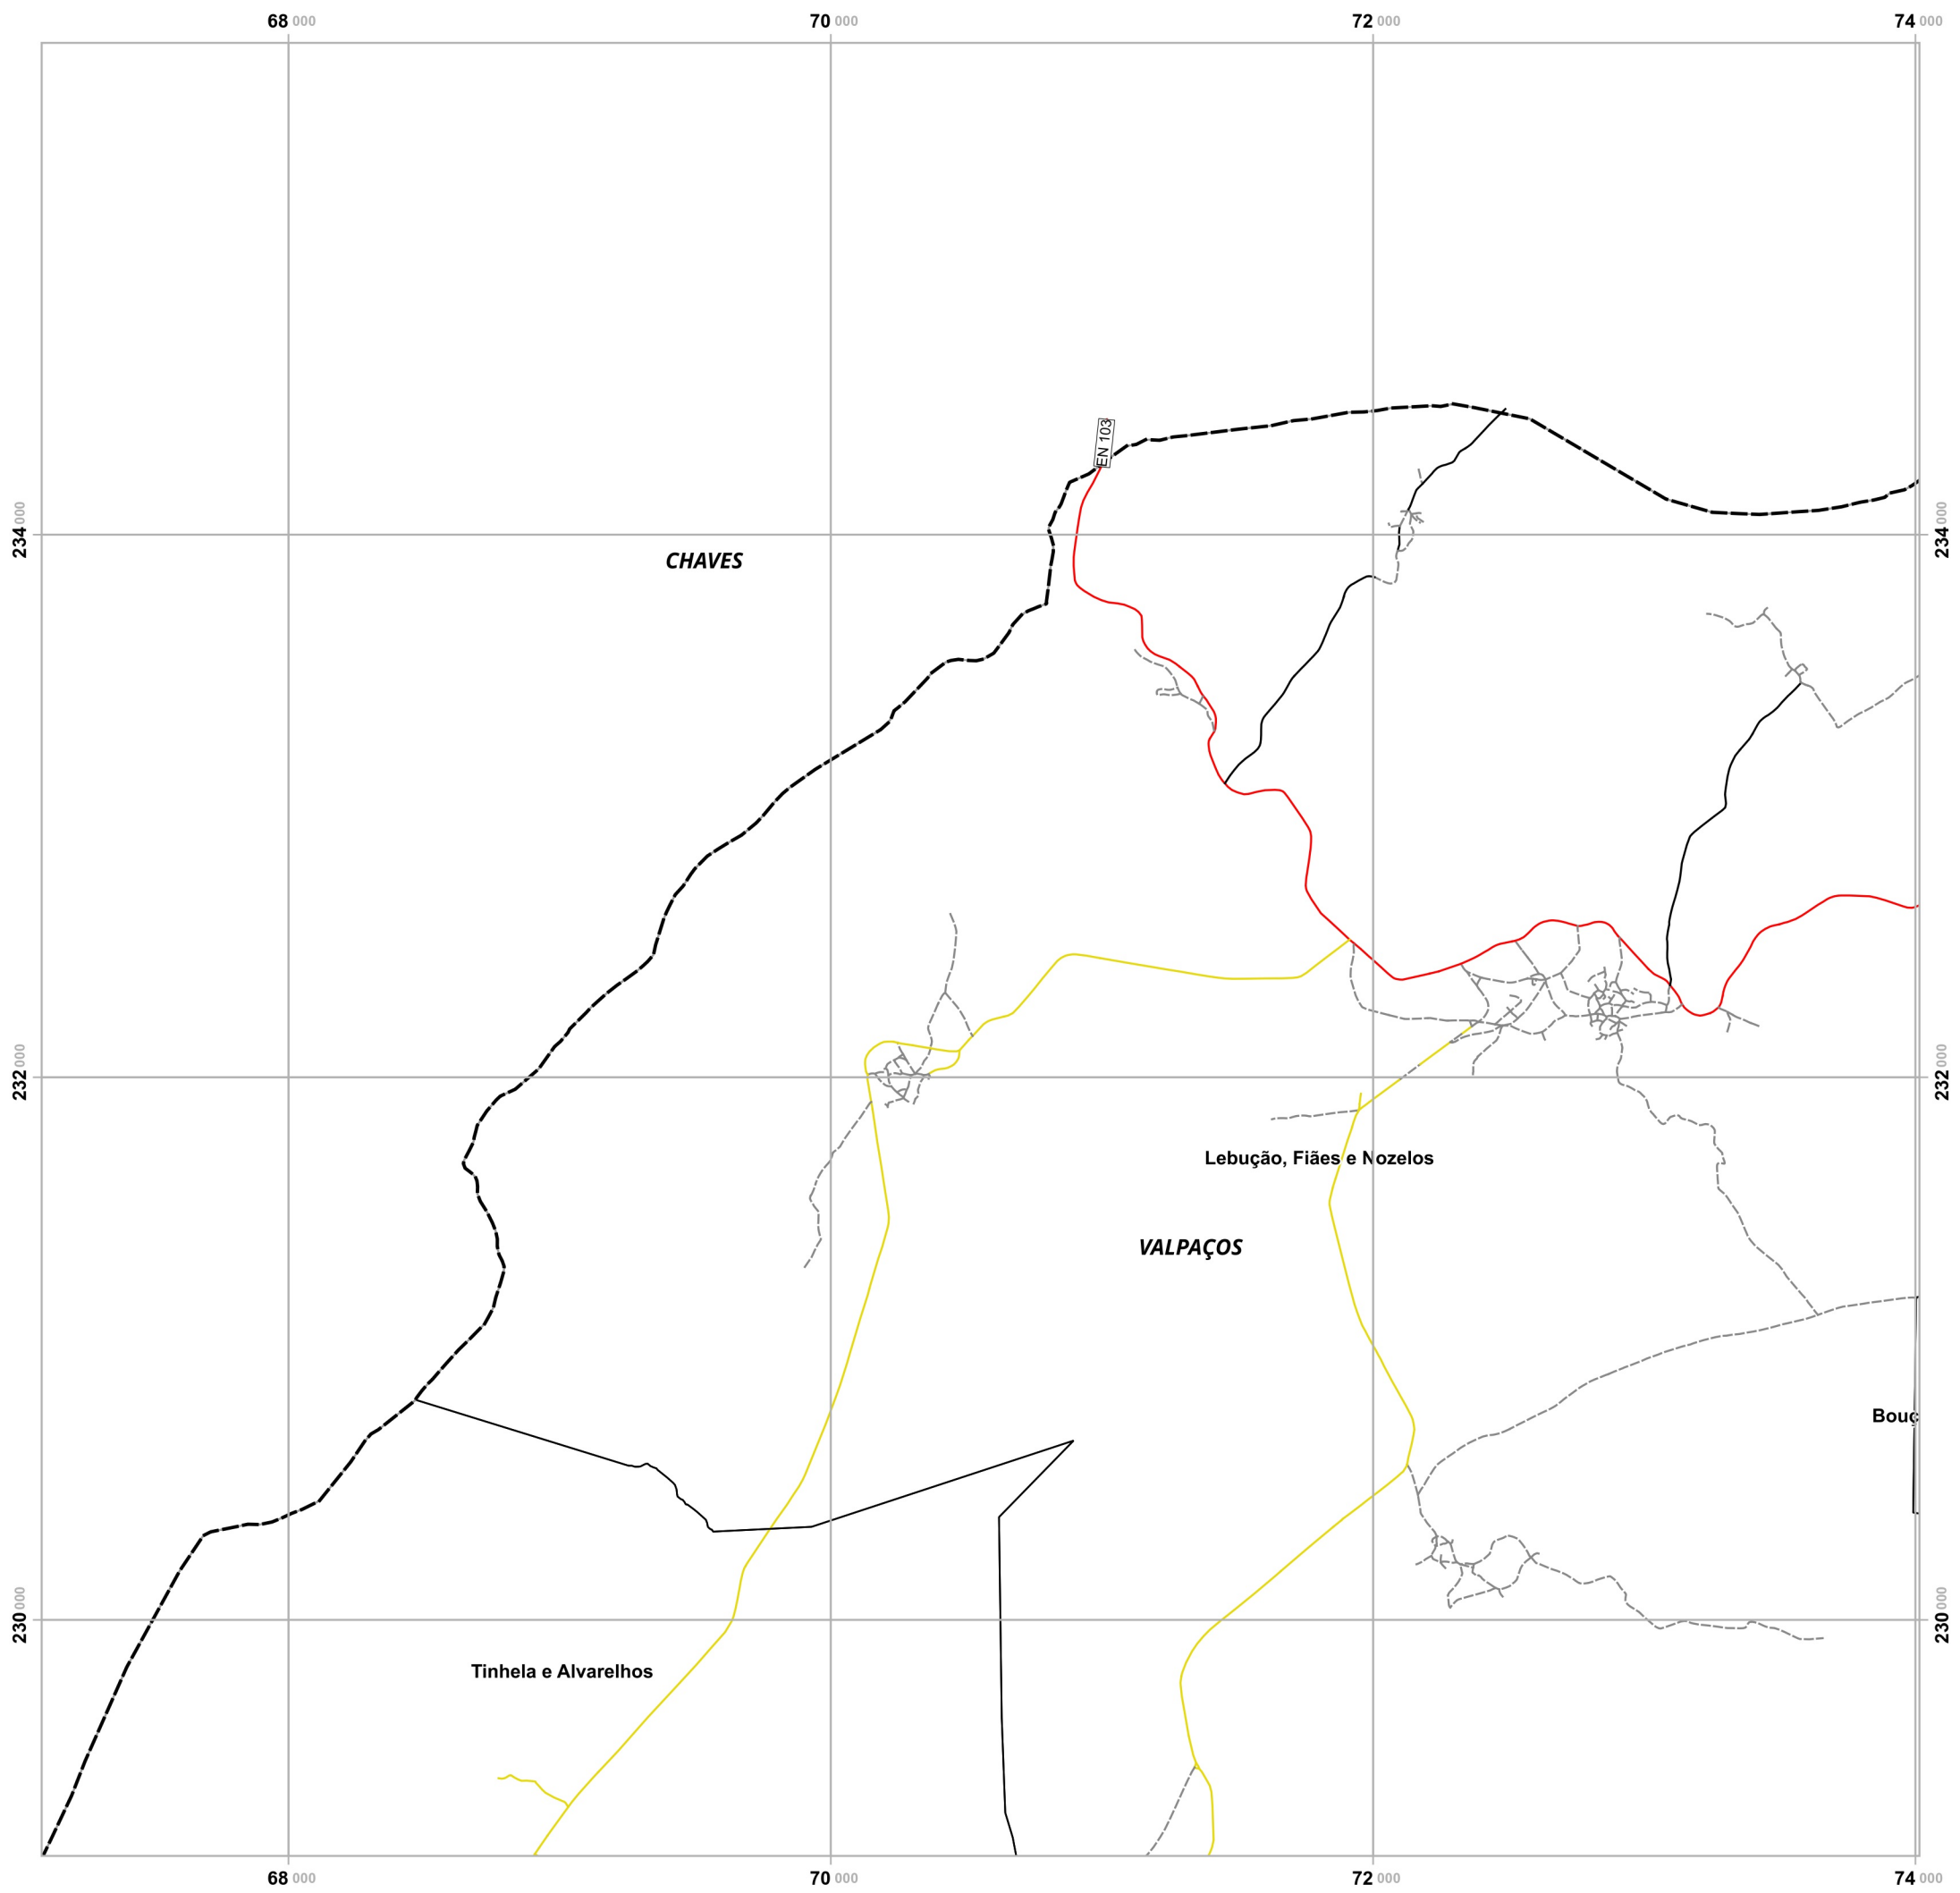 68 000
70 000
72 000
74 000
EN 103
234 000
234 000
CHAVES
232 000
232 000
Lebução, Fiães e Nozelos
VALPAÇOS
Bouç
230 000
230 000
Tinhela e Alvarelhos
68 000
70 000
72 000
74 000